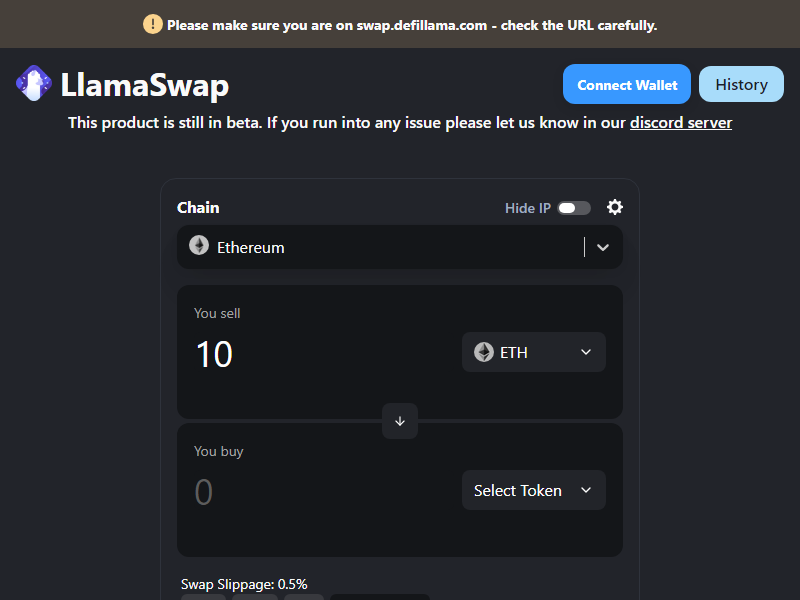 Please make sure you are on swap.defillama.com - check the URL carefully.
LlamaSwap
Connect Wallet
History
This product is still in beta. If you run into any issue please let us know in our discord server
Chain
Hide IP
Ethereum
You sell
10
ETH
You buy
0
Select Token
Swap Slippage: 0.5%